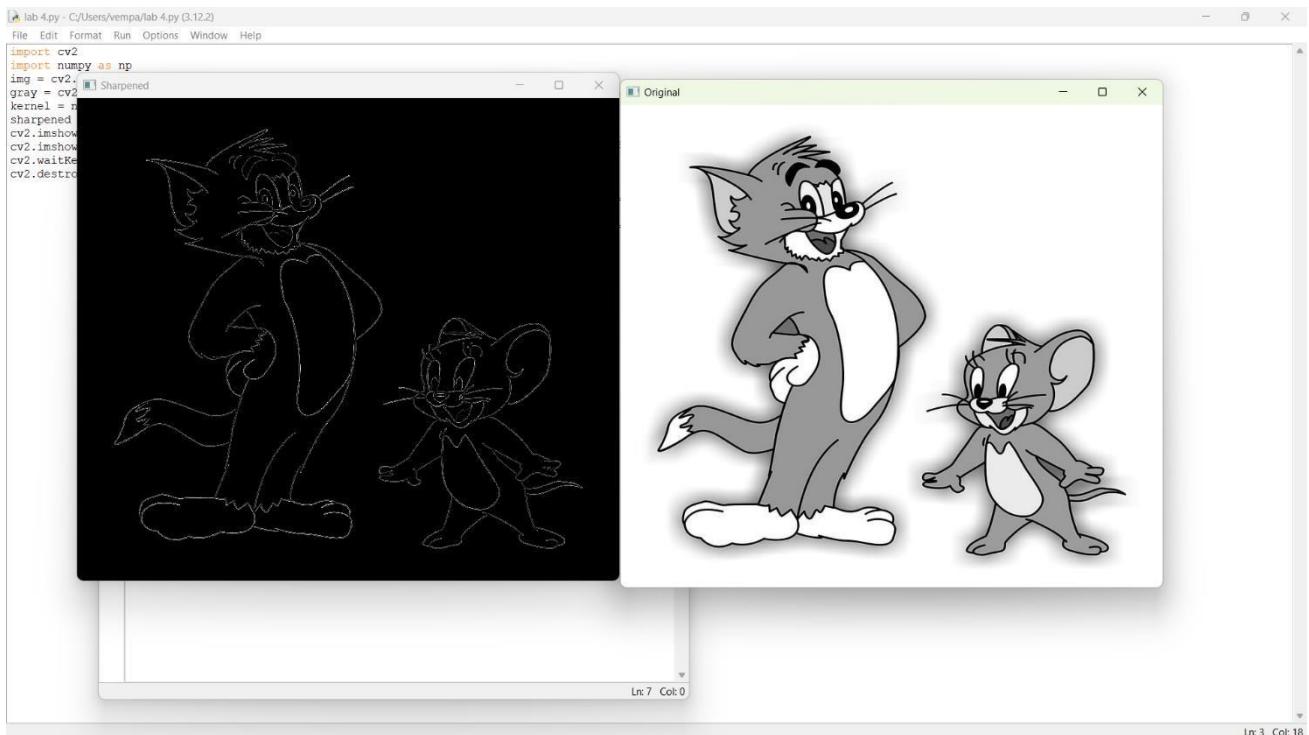 lab 4.py - C:/Users/vempa/lab 4.py (3.12.2)
File Edit Format Run Options Window Help
import cv2
import numpy as np
img = cv2.
gray = cv2
kernel = n
sharpened
cv2.imshow
cv2.imshow
cv2.waitKe
cv2.destro
Sharpened
Original
Ln: 7 Col: 0
Ln: 3 Col: 18